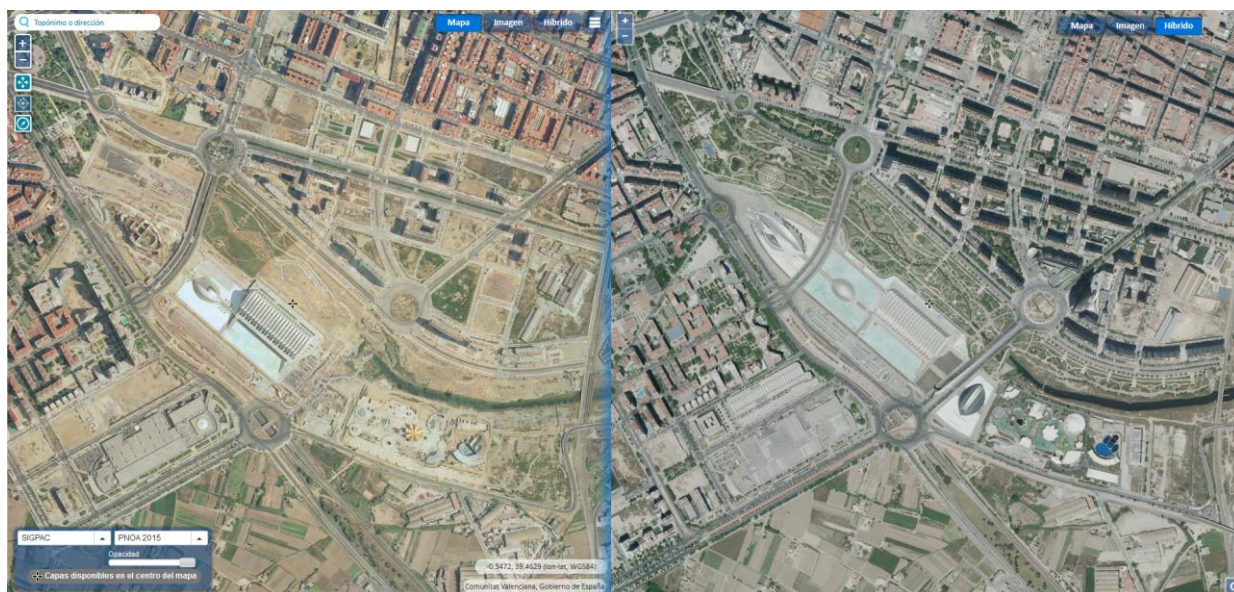 Topónimo o dirección
Mapa Imagen Híbrido
+
−
SIGPAC PNOA 2015
Opacidad
Capas disponibles en el centro del mapa
-0.3472, 39.4629 (lon-lat, WGS84)
Comunitat Valenciana, Gobierno de España
+
−
Mapa Imagen Híbrido